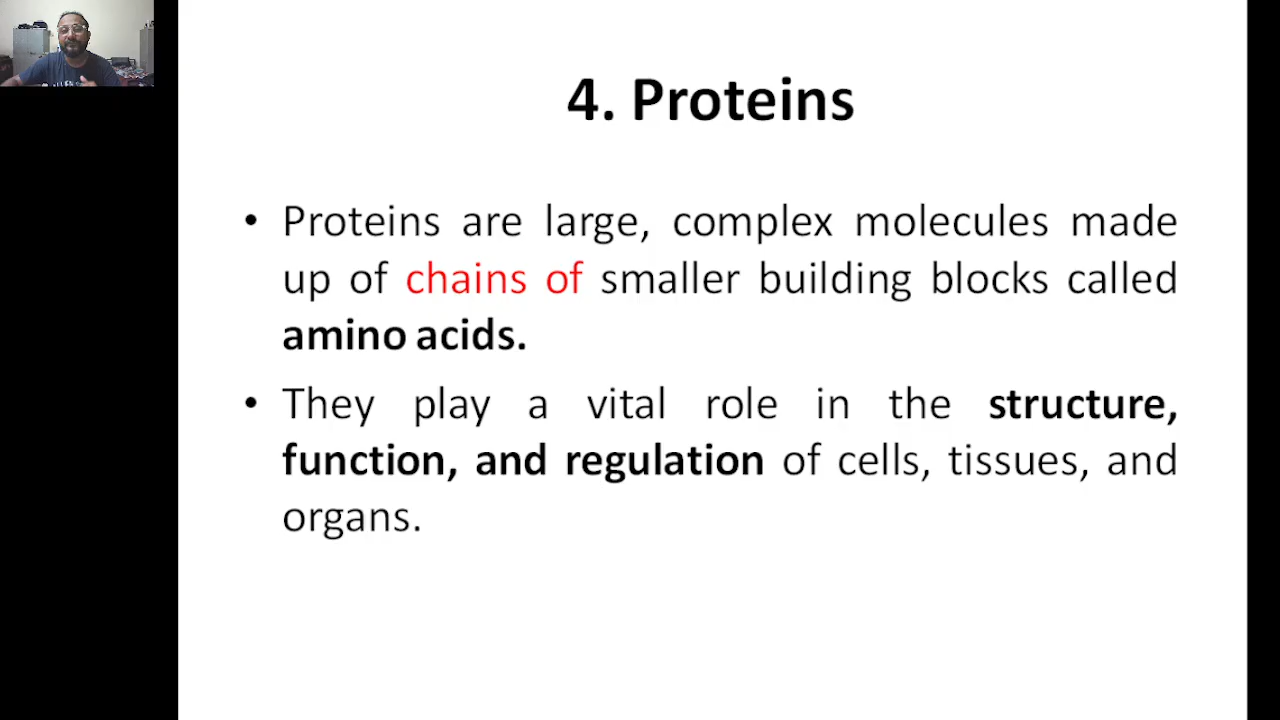 4. Proteins
• Proteins are large, complex molecules made
up of chains of smaller building blocks called
amino acids.
• They play a vital role in the structure,
function, and regulation of cells, tissues, and
organs.